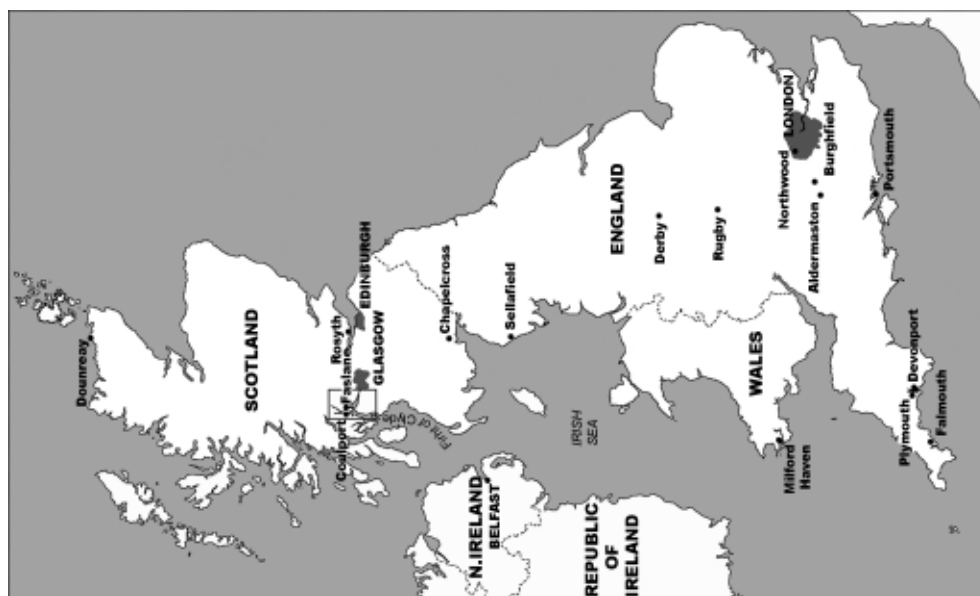 Dounreay
SCOTLAND
Rosyth
Coulport
Faslane
EDINBURGH
GLASGOW
Firth of Clyde
Chapelcross
N.IRELAND
BELFAST
Sellafield
IRISH
SEA
REPUBLIC
OF
IRELAND
ENGLAND
Derby
Rugby
WALES
Milford
Haven
Northwood
LONDON
Aldermaston
Burghfield
Portsmouth
Plymouth
Devonport
Falmouth